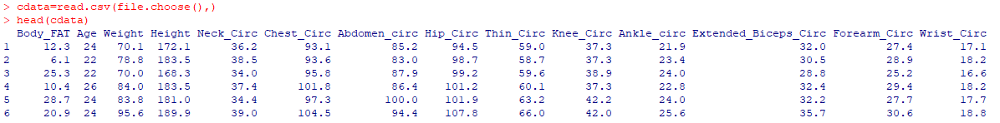 > cdata=read.csv(file.choose(),)
> head(cdata)
  Body_FAT Age Weight Height Neck_Circ Chest_Circ Abdomen_circ Hip_Circ Thin_Circ Knee_Circ Ankle_circ Extended_Biceps_Circ Forearm_Circ Wrist_Circ
1     12.3  24   70.1  172.1      36.2       93.1         85.2     94.5      59.0      37.3       21.9                 32.0         27.4       17.1
2      6.1  22   78.8  183.5      38.5       93.6         83.0     98.7      58.7      37.3       23.4                 30.5         28.9       18.2
3     25.3  22   70.0  168.3      34.0       95.8         87.9     99.2      59.6      38.9       24.0                 28.8         25.2       16.6
4     10.4  26   84.0  183.5      37.4      101.8         86.4    101.2      60.1      37.3       22.8                 32.4         29.4       18.2
5     28.7  24   83.8  181.0      34.4       97.3        100.0    101.9      63.2      42.2       24.0                 32.2         27.7       17.7
6     20.9  24   95.6  189.9      39.0      104.5         94.4    107.8      66.0      42.0       25.6                 35.7         30.6       18.8